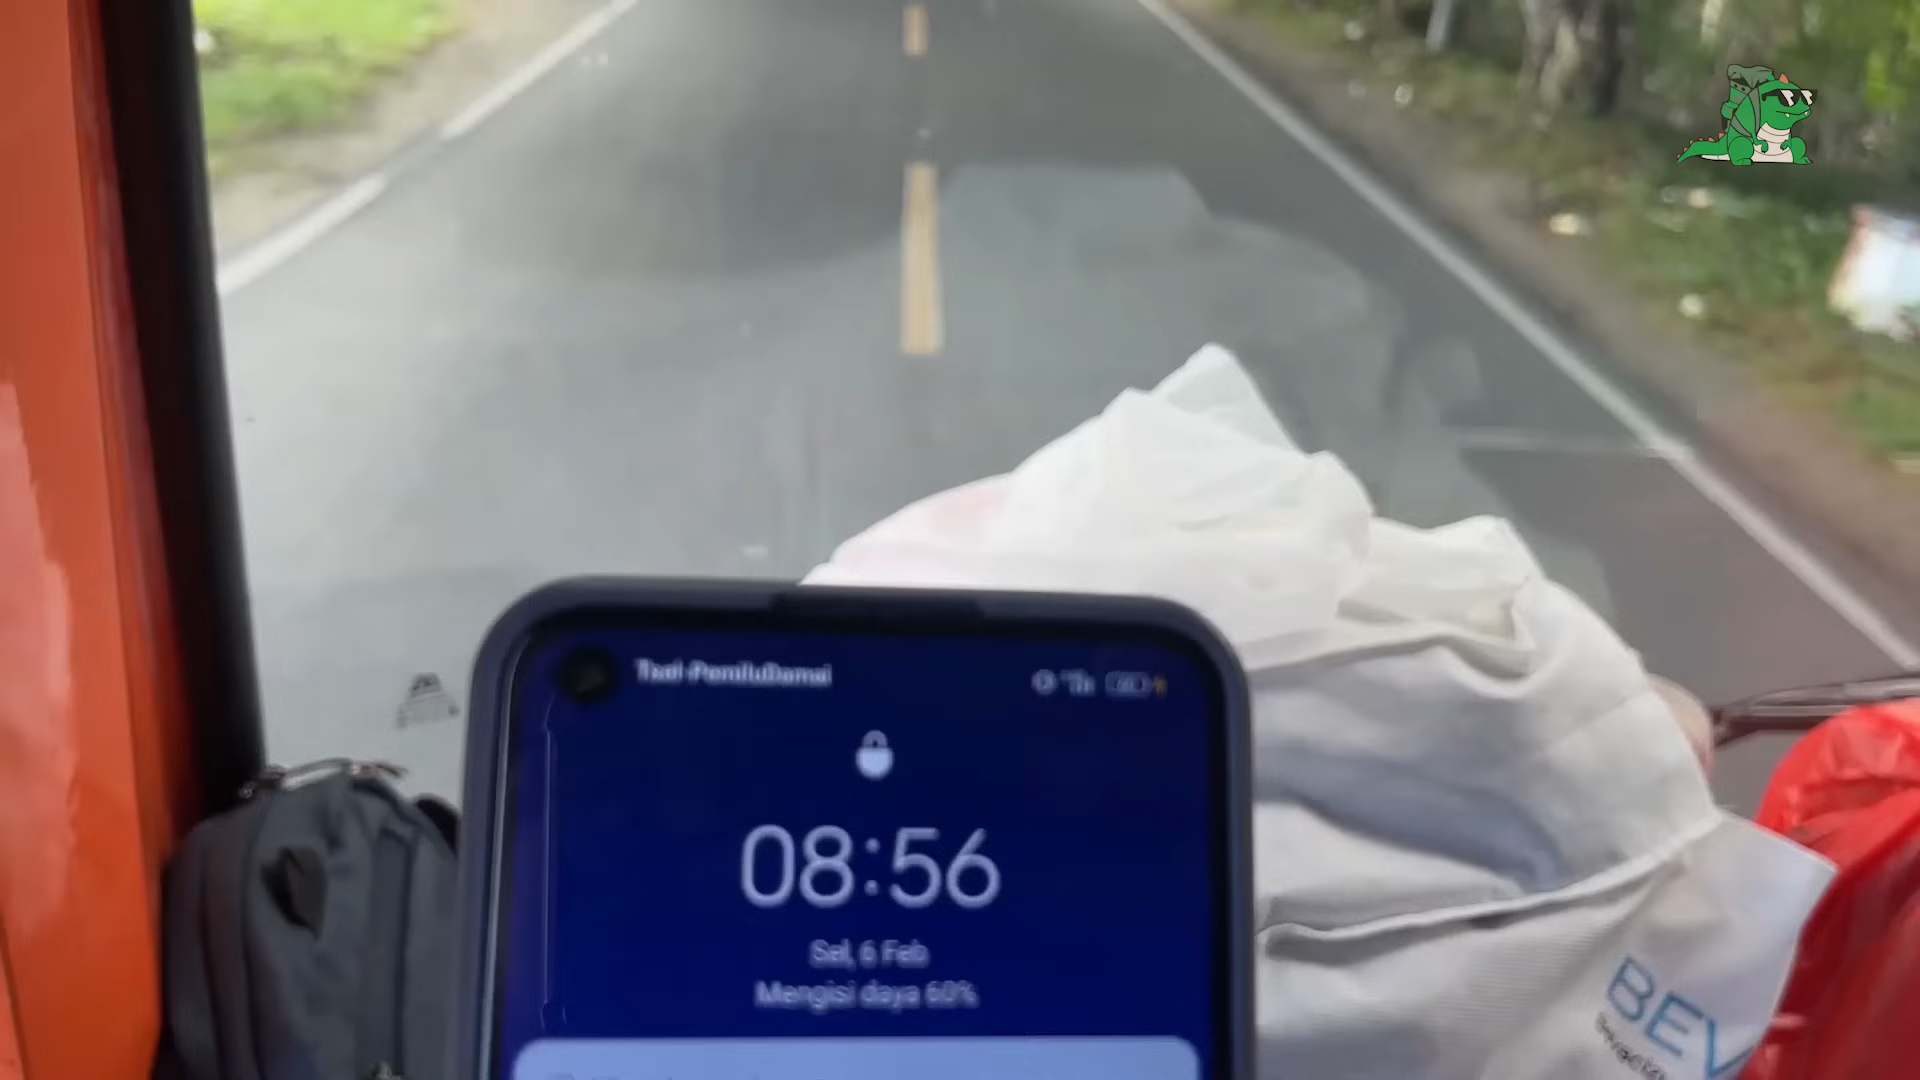 Tsel-PemiluDamai
08:56
Sel, 6 Feb
Mengisi daya 60%
BEV